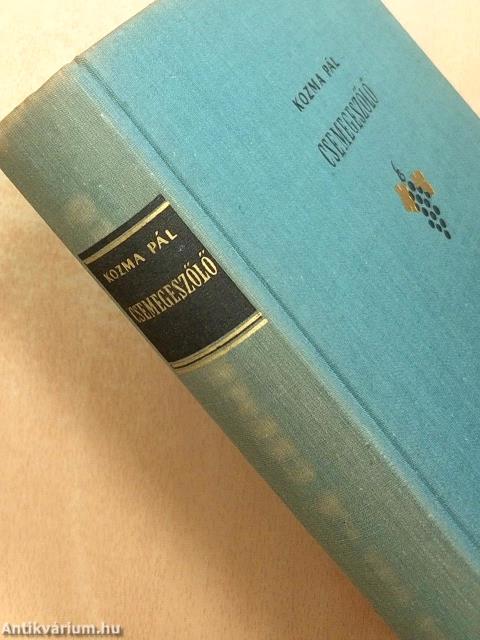 KOZMA PÁL
CSEMEGESZŐLŐ
KOZMA PÁL
CSEMEGESZŐLŐ
Antikvárium.hu